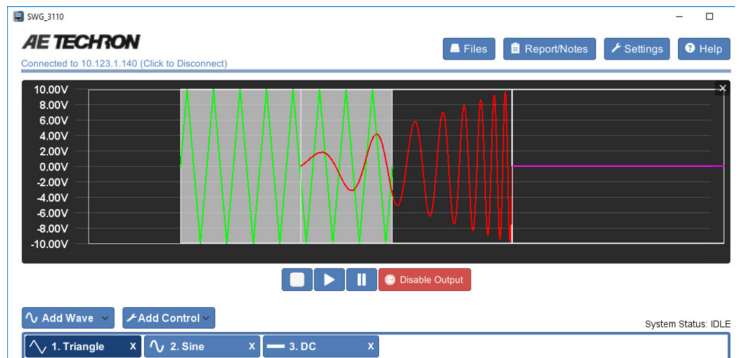 SWG_3110
AE TECHRON
Files
Report/Notes
Settings
Help
Connected to 10.123.1.140 (Click to Disconnect)
10.00V
8.00V
6.00V
4.00V
2.00V
0.00V
-2.00V
-4.00V
-6.00V
-8.00V
-10.00V
Disable Output
Add Wave
Add Control
System Status: IDLE
1. Triangle X
2. Sine X
3. DC X